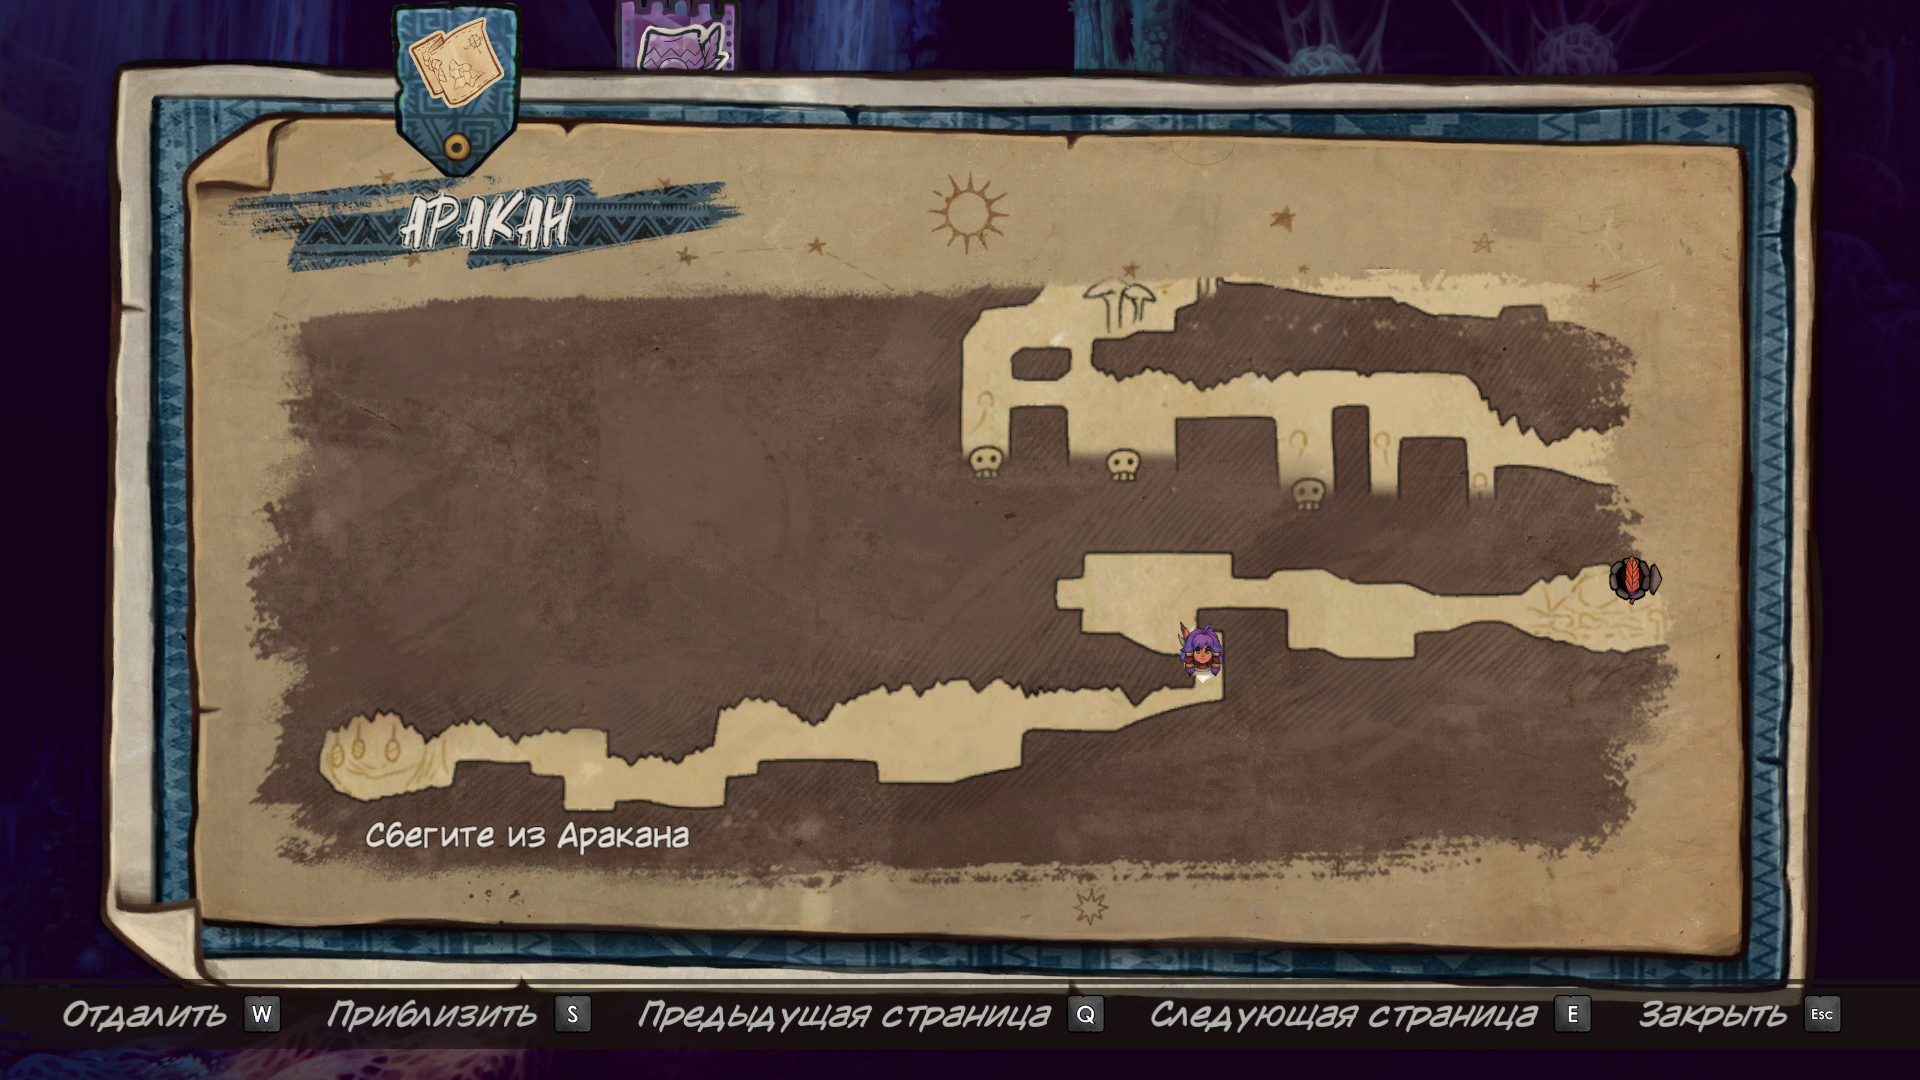 АРАКАН
Сбегите из Аракана
Отдалить W Приблизить S Предыдущая страница Q Следующая страница E Закрыть Esc